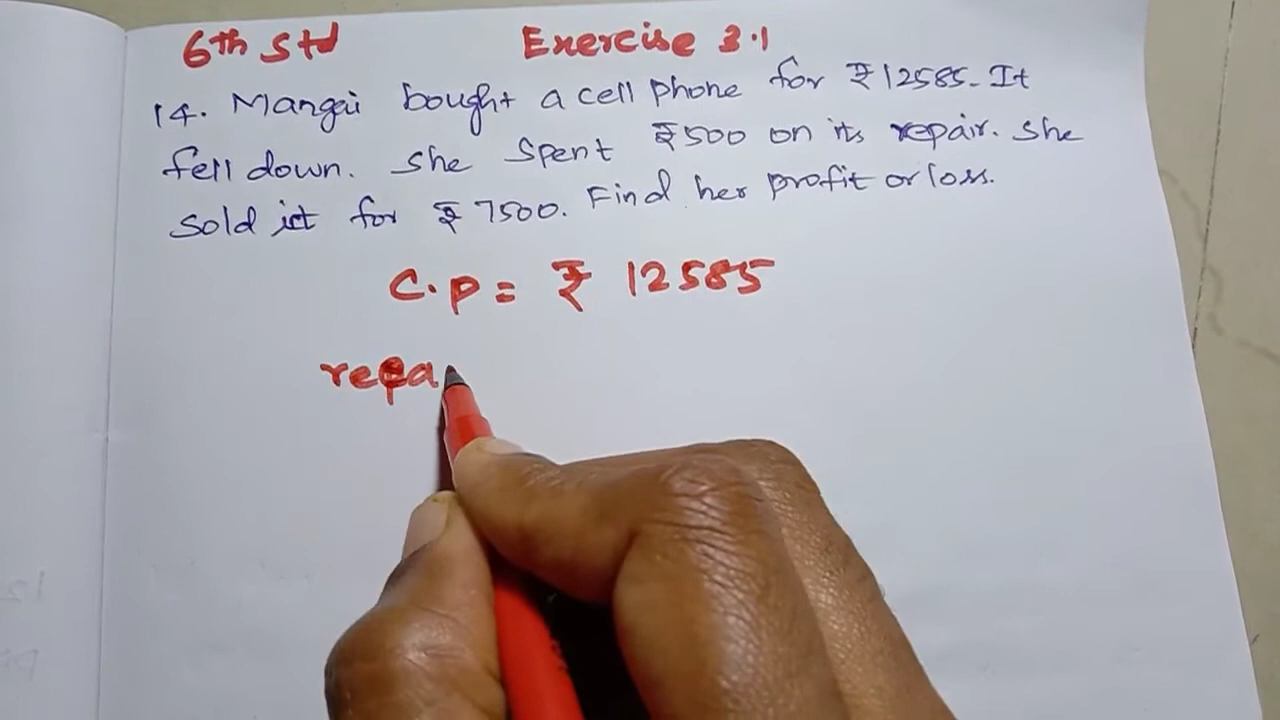 6th std Exercise 3.1
14. Mangai bought a cell phone for ₹12585. It
fell down. She spent ₹500 on its repair. She
sold it for ₹7500. Find her profit or loss.
C.P = ₹ 12585
repa